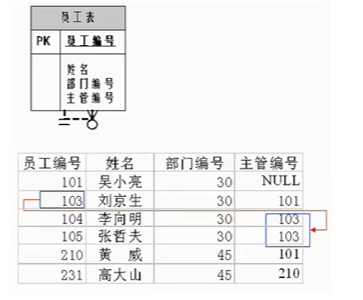 员工表
PK 员工编号
姓名
部门编号
主管编号
员工编号 姓名 部门编号 主管编号
101 吴小亮 30 NULL
103 刘京生 30 101
104 李向明 30 103
105 张哲夫 30 103
210 黄 威 45 101
231 高大山 45 210